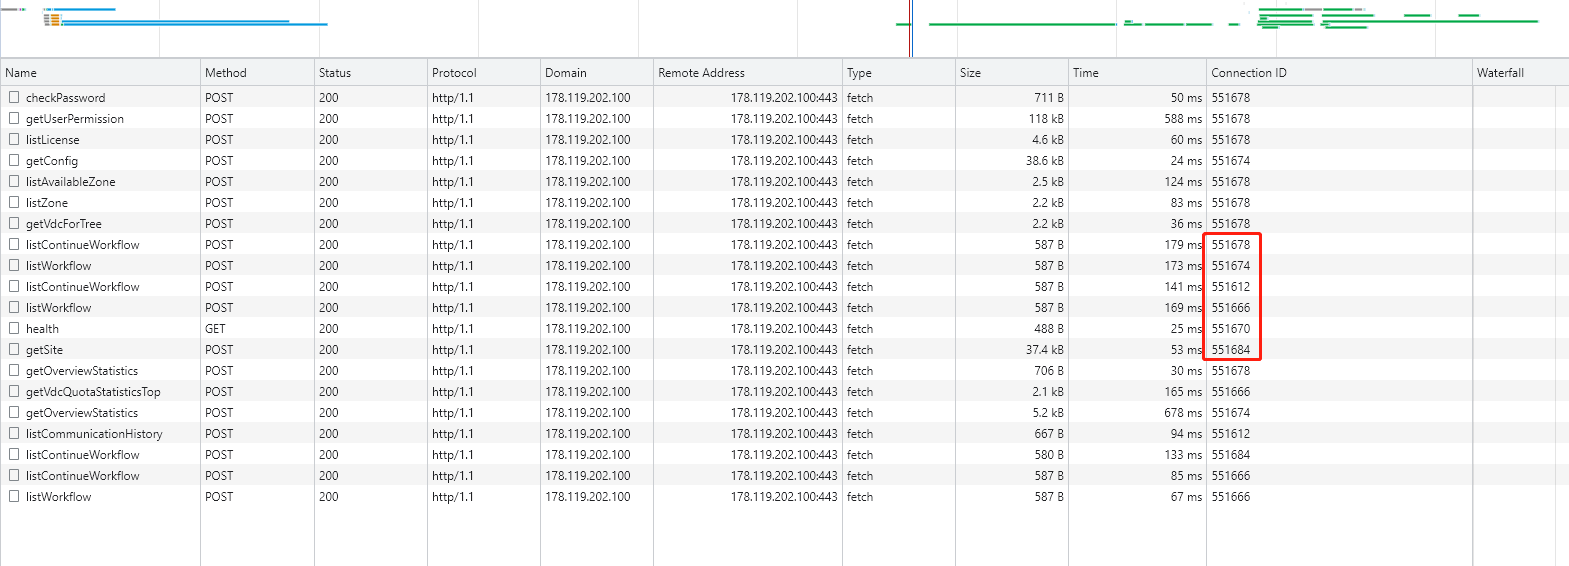 Name Method Status Protocol Domain Remote Address Type Size Time Connection ID Waterfall
checkPassword POST 200 http/1.1 178.119.202.100 178.119.202.100:443 fetch 711 B 50 ms 551678
getUserPermission POST 200 http/1.1 178.119.202.100 178.119.202.100:443 fetch 118 kB 588 ms 551678
listLicense POST 200 http/1.1 178.119.202.100 178.119.202.100:443 fetch 4.6 kB 60 ms 551678
getConfig POST 200 http/1.1 178.119.202.100 178.119.202.100:443 fetch 38.6 kB 24 ms 551674
listAvailableZone POST 200 http/1.1 178.119.202.100 178.119.202.100:443 fetch 2.5 kB 124 ms 551678
listZone POST 200 http/1.1 178.119.202.100 178.119.202.100:443 fetch 2.2 kB 83 ms 551678
getVdcForTree POST 200 http/1.1 178.119.202.100 178.119.202.100:443 fetch 2.2 kB 36 ms 551678
listContinueWorkflow POST 200 http/1.1 178.119.202.100 178.119.202.100:443 fetch 587 B 179 ms 551678
listWorkflow POST 200 http/1.1 178.119.202.100 178.119.202.100:443 fetch 587 B 173 ms 551674
listContinueWorkflow POST 200 http/1.1 178.119.202.100 178.119.202.100:443 fetch 587 B 141 ms 551612
listWorkflow POST 200 http/1.1 178.119.202.100 178.119.202.100:443 fetch 587 B 169 ms 551666
health GET 200 http/1.1 178.119.202.100 178.119.202.100:443 fetch 488 B 25 ms 551670
getSite POST 200 http/1.1 178.119.202.100 178.119.202.100:443 fetch 37.4 kB 53 ms 551684
getOverviewStatistics POST 200 http/1.1 178.119.202.100 178.119.202.100:443 fetch 706 B 30 ms 551678
getVdcQuotaStatisticsTop POST 200 http/1.1 178.119.202.100 178.119.202.100:443 fetch 2.1 kB 165 ms 551666
getOverviewStatistics POST 200 http/1.1 178.119.202.100 178.119.202.100:443 fetch 5.2 kB 678 ms 551674
listCommunicationHistory POST 200 http/1.1 178.119.202.100 178.119.202.100:443 fetch 667 B 94 ms 551612
listContinueWorkflow POST 200 http/1.1 178.119.202.100 178.119.202.100:443 fetch 580 B 133 ms 551684
listContinueWorkflow POST 200 http/1.1 178.119.202.100 178.119.202.100:443 fetch 587 B 85 ms 551666
listWorkflow POST 200 http/1.1 178.119.202.100 178.119.202.100:443 fetch 587 B 67 ms 551666